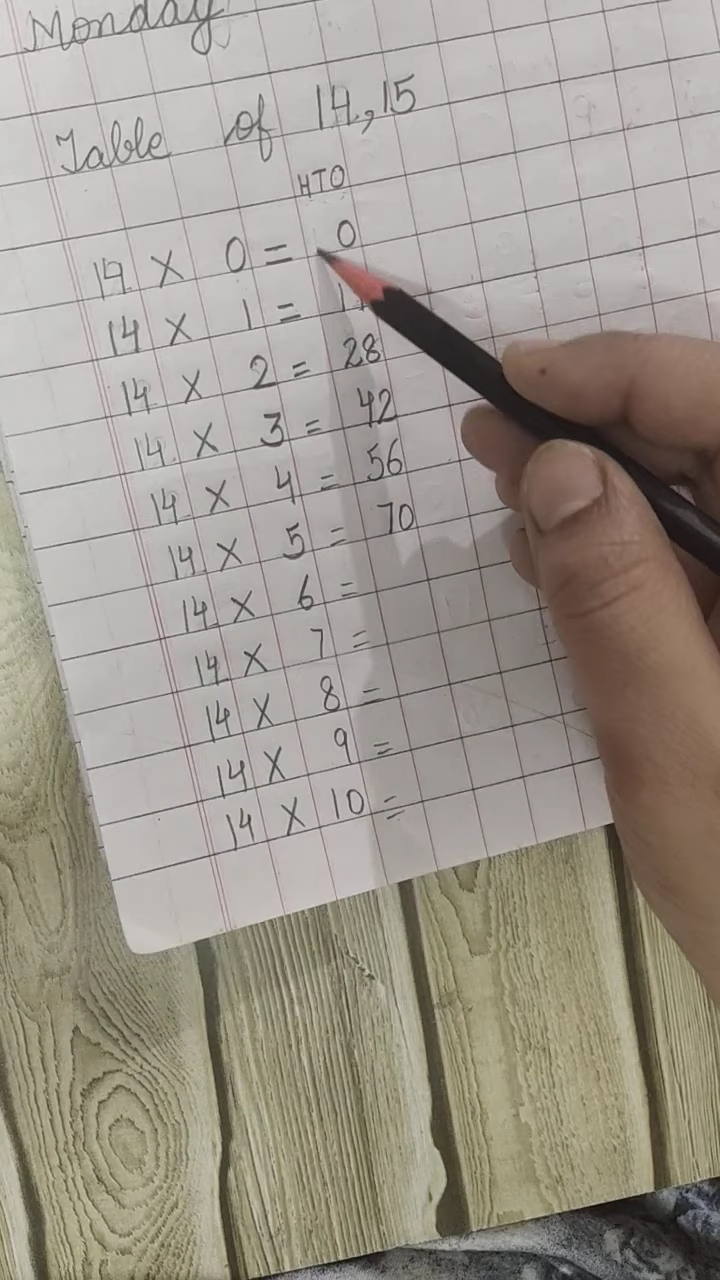 Monday
Table of 14,15
HTO
14 X 0 = 0
14 X 1 =
14 X 2 = 28
14 X 3 = 42
14 X 4 = 56
14 X 5 = 70
14 X 6 =
14 X 7 =
14 X 8 =
14 X 9 =
14 X 10 =